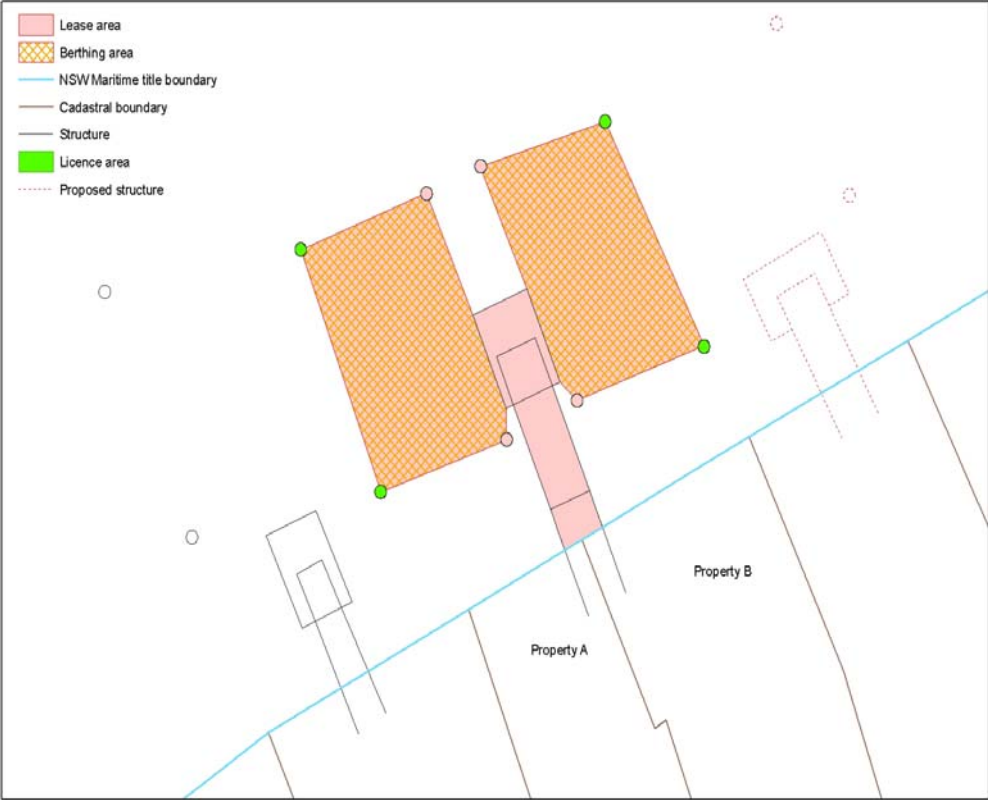 Lease area
Berthing area
NSW Maritime title boundary
Cadastral boundary
Structure
Licence area
Proposed structure
Property B
Property A